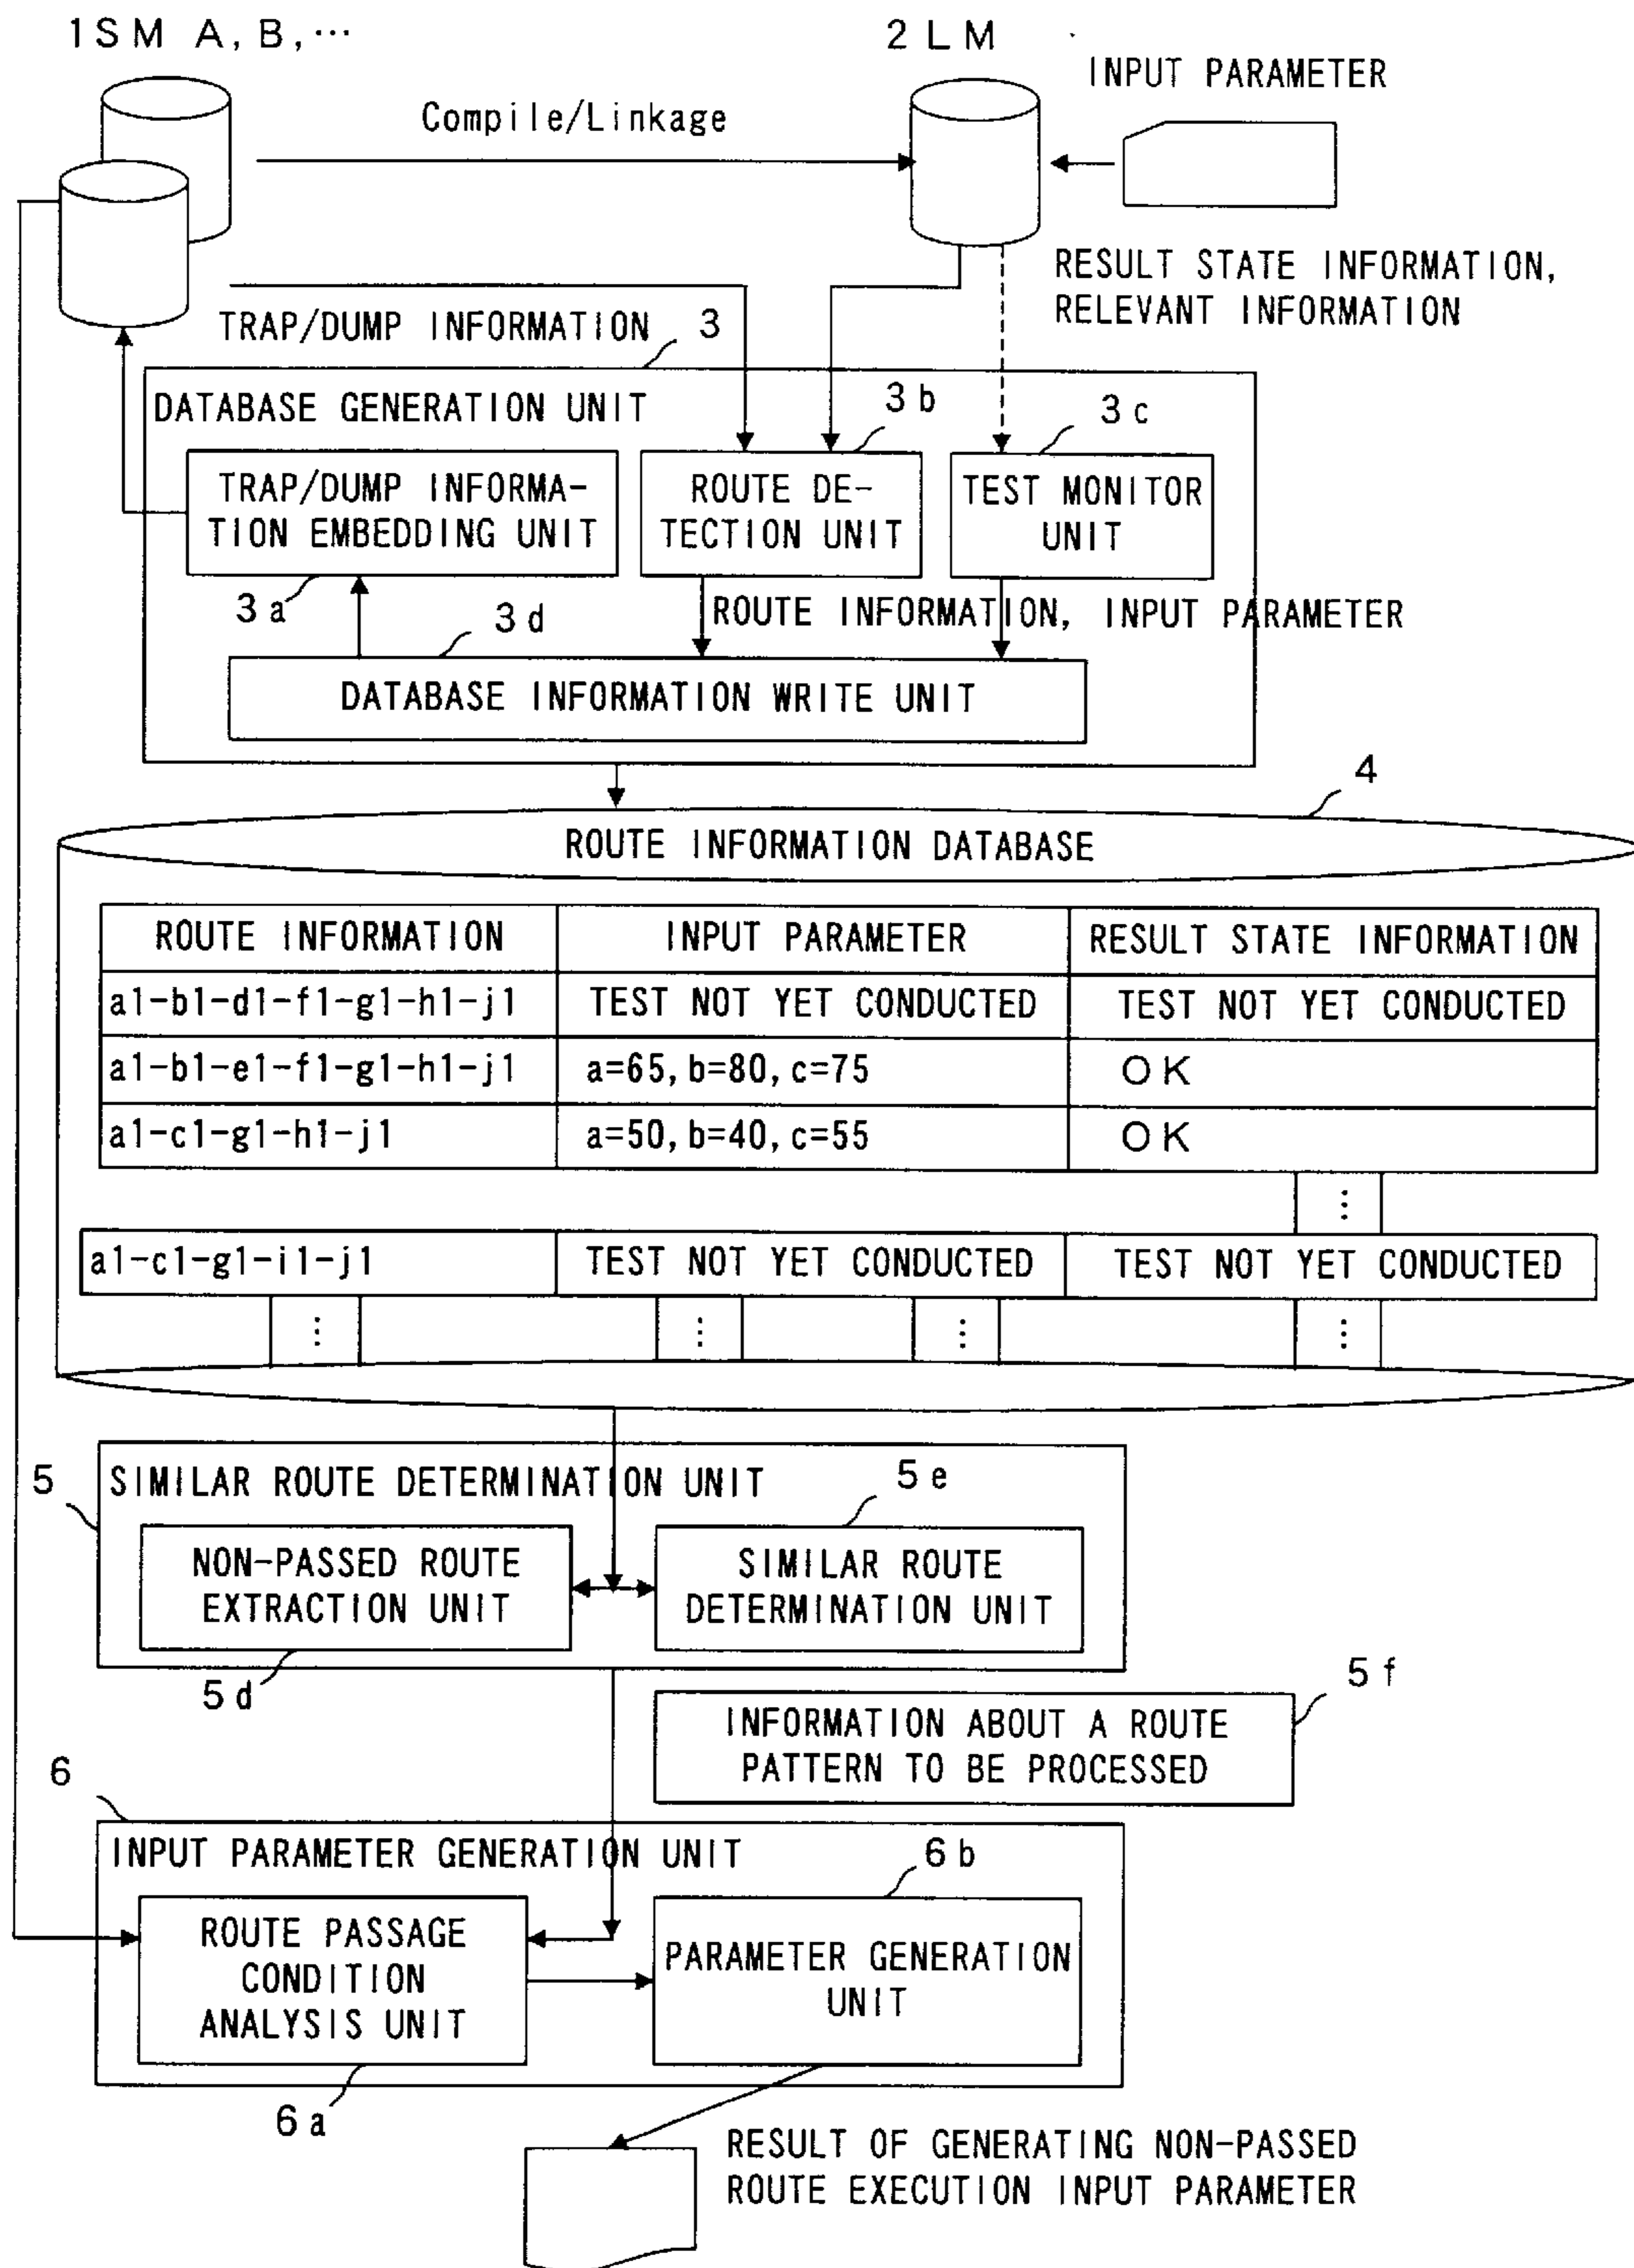 1 SM A, B, …
2 LM
INPUT PARAMETER
Compile/Linkage
RESULT STATE INFORMATION,
RELEVANT INFORMATION
TRAP/DUMP INFORMATION
3
DATABASE GENERATION UNIT
3b
3c
TRAP/DUMP INFORMA-
TION EMBEDDING UNIT
ROUTE DE-
TECTION UNIT
TEST MONITOR
UNIT
3a
3d
ROUTE INFORMATION, INPUT PARAMETER
DATABASE INFORMATION WRITE UNIT
4
ROUTE INFORMATION DATABASE
ROUTE INFORMATION INPUT PARAMETER RESULT STATE INFORMATION
a1-b1-d1-f1-g1-h1-j1 TEST NOT YET CONDUCTED TEST NOT YET CONDUCTED
a1-b1-e1-f1-g1-h1-j1 a=65, b=80, c=75 OK
a1-c1-g1-h1-j1 a=50, b=40, c=55 OK
⋮
a1-c1-g1-i1-j1 TEST NOT YET CONDUCTED TEST NOT YET CONDUCTED
⋮ ⋮ ⋮ ⋮
5
SIMILAR ROUTE DETERMINATION UNIT
5e
NON-PASSED ROUTE
EXTRACTION UNIT
SIMILAR ROUTE
DETERMINATION UNIT
5d
5f
INFORMATION ABOUT A ROUTE
PATTERN TO BE PROCESSED
6
INPUT PARAMETER GENERATION UNIT
6b
ROUTE PASSAGE
CONDITION
ANALYSIS UNIT
PARAMETER GENERATION
UNIT
6a
RESULT OF GENERATING NON-PASSED
ROUTE EXECUTION INPUT PARAMETER